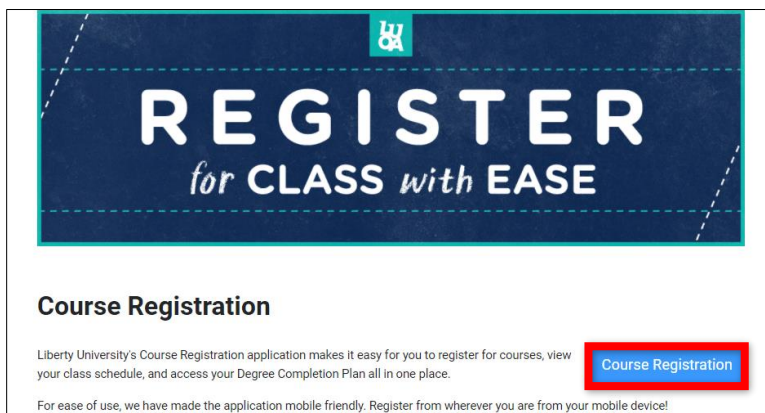 LUOA
REGISTER
for CLASS with EASE
Course Registration
Liberty University's Course Registration application makes it easy for you to register for courses, view
your class schedule, and access your Degree Completion Plan all in one place.
Course Registration
For ease of use, we have made the application mobile friendly. Register from wherever you are from your mobile device!